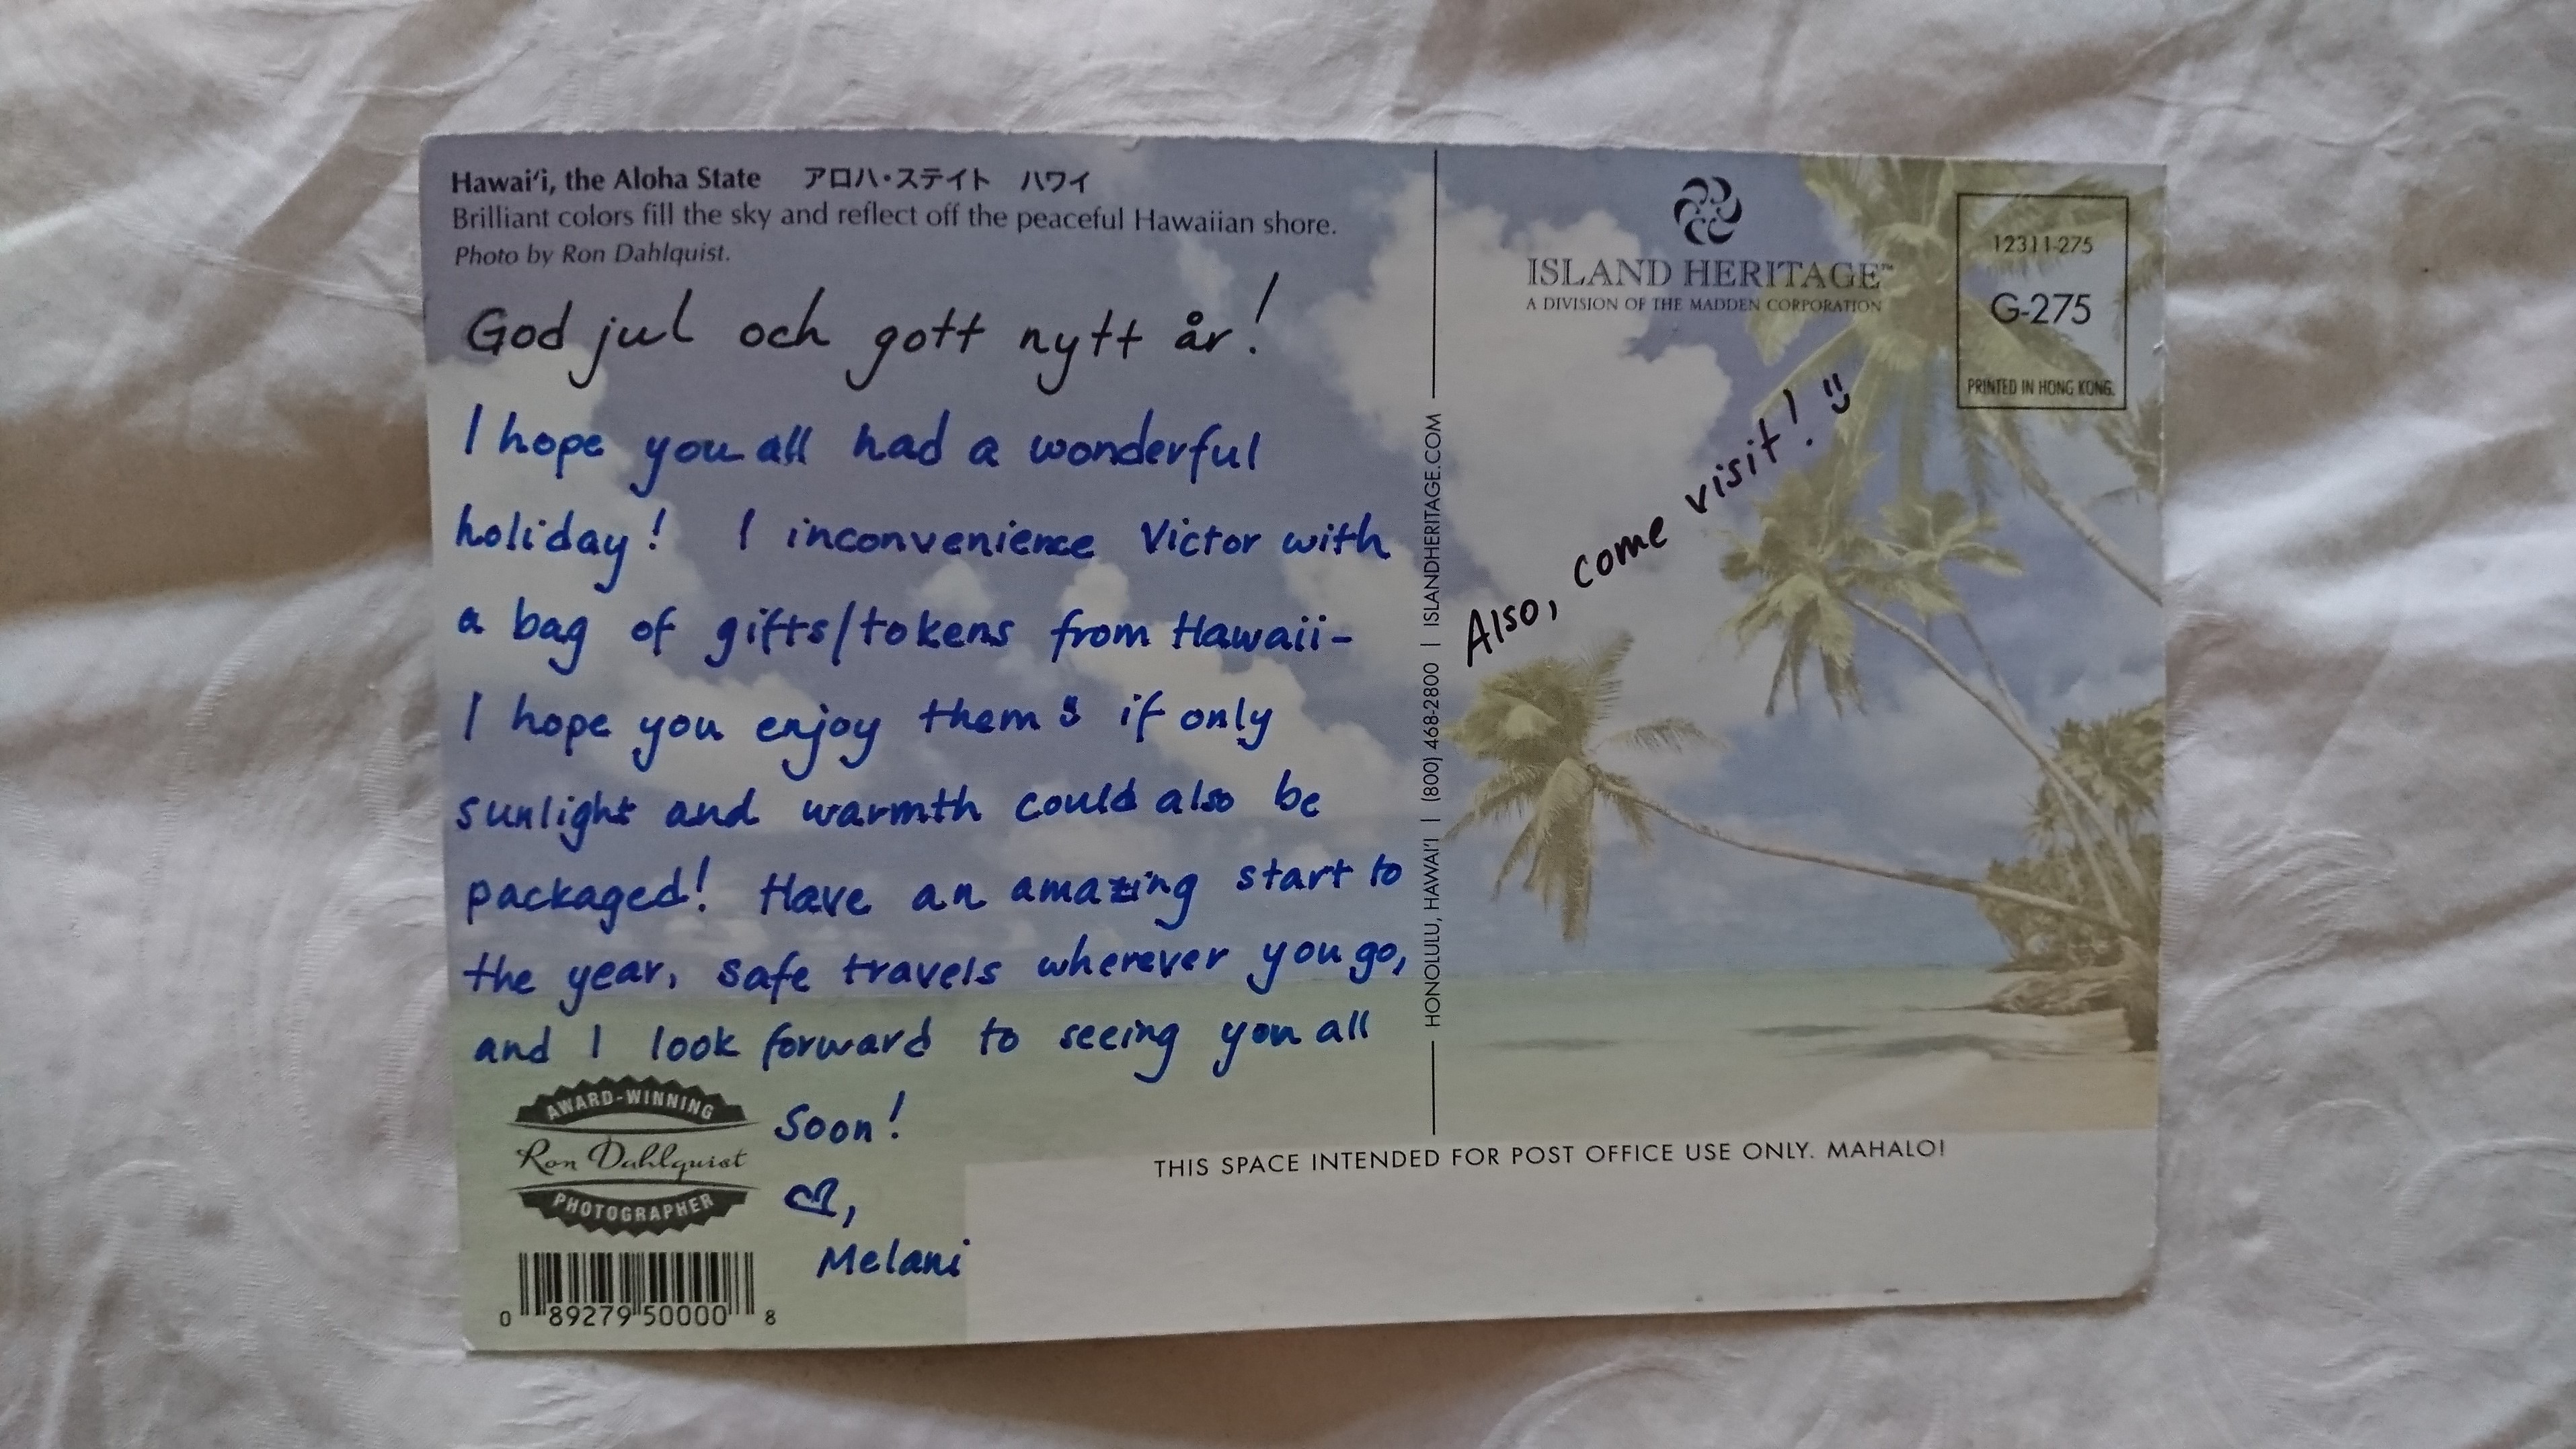 Hawai‘i, the Aloha State アロハ・ステイト ハワイ
Brilliant colors fill the sky and reflect off the peaceful Hawaiian shore.
Photo by Ron Dahlquist.
God jul och gott nytt år!
I hope you all had a wonderful
holiday! I inconvenience Victor with
a bag of gifts/tokens from Hawaii-
I hope you enjoy them & if only
sunlight and warmth could also be
packaged! Have an amazing start to
the year, safe travels wherever you go,
and I look forward to seeing you all
soon!
♡,
Melani
AWARD-WINNING
Ron Dahlquist
PHOTOGRAPHER
0 89279 50000 8
HONOLULU, HAWAI‘I | (800) 468-2800 | ISLANDHERITAGE.COM
ISLAND HERITAGE™
A DIVISION OF THE MADDEN CORPORATION
12311-275
G-275
PRINTED IN HONG KONG.
Also, come visit! :)
THIS SPACE INTENDED FOR POST OFFICE USE ONLY. MAHALO!